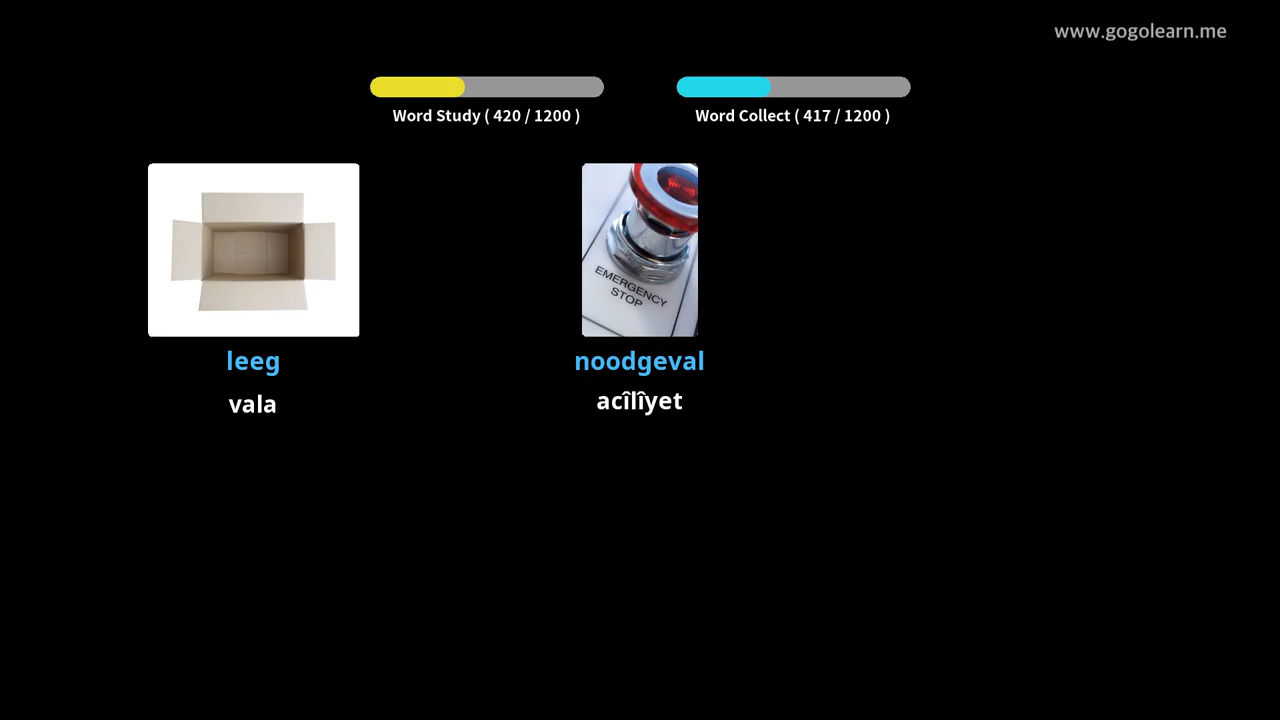 www.gogolearn.me
Word Study ( 420 / 1200 )
Word Collect ( 417 / 1200 )
EMERGENCY
STOP
leeg
noodgeval
vala
acîlîyet